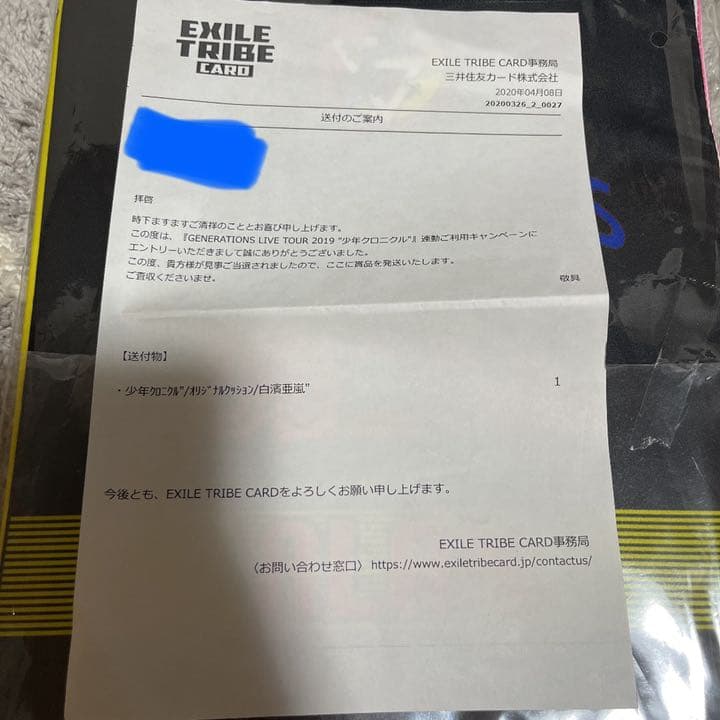 EXILE
TRIBE
CARD
EXILE TRIBE CARD事務局
三井住友カード株式会社
2020年04月08日
20200326_2_0027
送付のご案内
拝啓
時下ますますご清祥のこととお喜び申し上げます。
この度は、『GENERATIONS LIVE TOUR 2019 "少年クロニクル"』連動ご利用キャンペーンに
エントリーいただきまして誠にありがとうございました。
この度、貴方様が見事ご当選されましたので、ここに賞品を発送いたします。
ご査収くださいませ。
敬具
【送付物】
・少年ｸﾛﾆｸﾙ"/ｵﾘｼﾞﾅﾙｸｯｼｮﾝ/白濱亜嵐" 1
今後とも、EXILE TRIBE CARDをよろしくお願い申し上げます。
EXILE TRIBE CARD事務局
〈お問い合わせ窓口〉https://www.exiletribecard.jp/contactus/
S